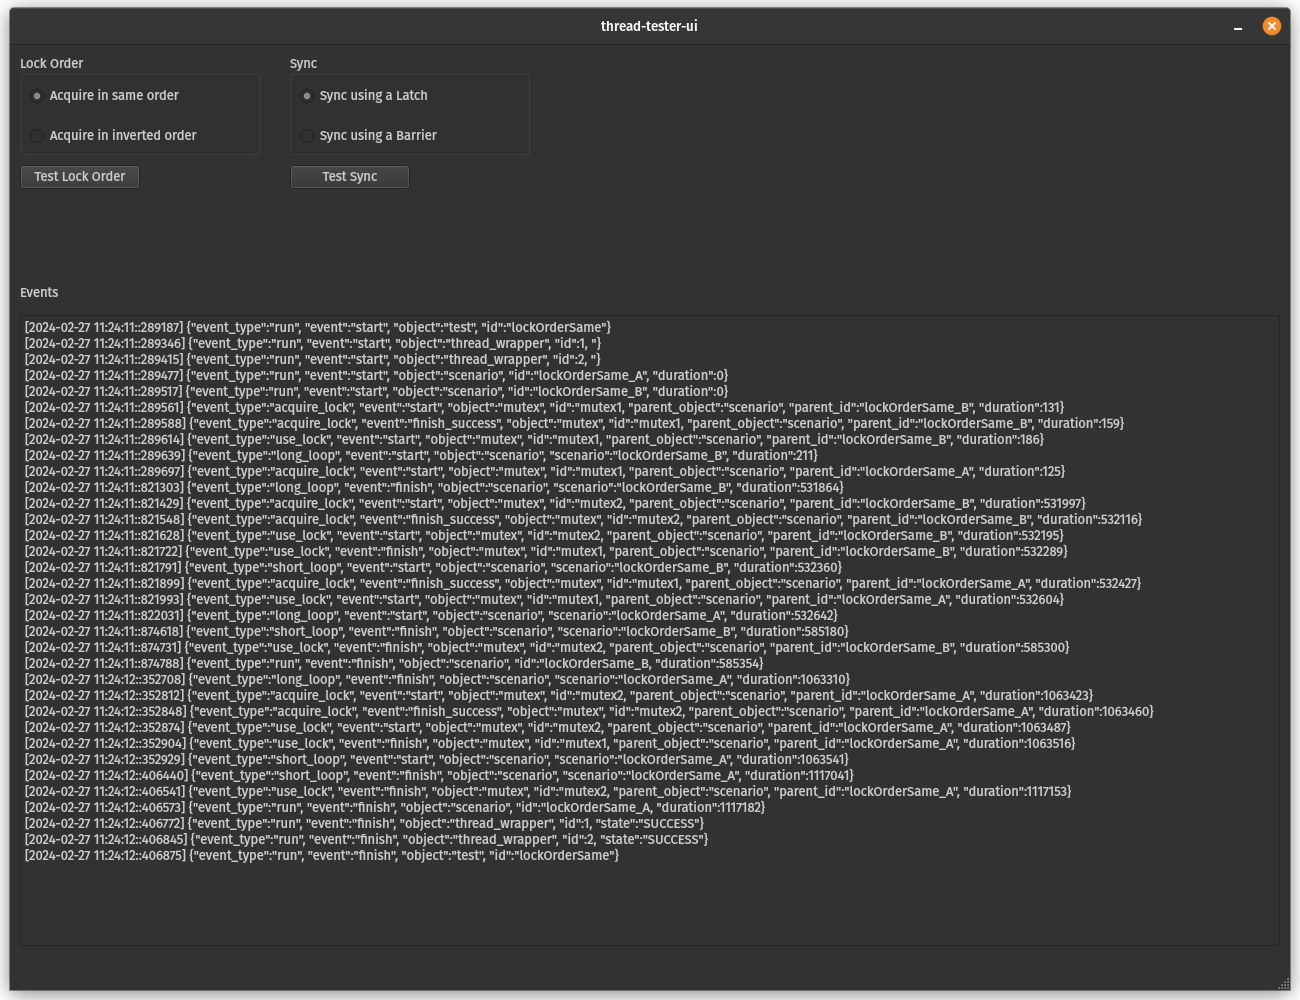 thread-tester-ui
Lock Order
Sync
Acquire in same order
Sync using a Latch
Acquire in inverted order
Sync using a Barrier
Test Lock Order
Test Sync
Events
[2024-02-27 11:24:11::289187] {"event_type":"run", "event":"start", "object":"test", "id":"lockOrderSame"}
[2024-02-27 11:24:11::289346] {"event_type":"run", "event":"start", "object":"thread_wrapper", "id":1, "}
[2024-02-27 11:24:11::289415] {"event_type":"run", "event":"start", "object":"thread_wrapper", "id":2, "}
[2024-02-27 11:24:11::289477] {"event_type":"run", "event":"start", "object":"scenario", "id":"lockOrderSame_A", "duration":0}
[2024-02-27 11:24:11::289517] {"event_type":"run", "event":"start", "object":"scenario", "id":"lockOrderSame_B", "duration":0}
[2024-02-27 11:24:11::289561] {"event_type":"acquire_lock", "event":"start", "object":"mutex", "id":"mutex1, "parent_object":"scenario", "parent_id":"lockOrderSame_B", "duration":131}
[2024-02-27 11:24:11::289588] {"event_type":"acquire_lock", "event":"finish_success", "object":"mutex", "id":"mutex1, "parent_object":"scenario", "parent_id":"lockOrderSame_B", "duration":159}
[2024-02-27 11:24:11::289614] {"event_type":"use_lock", "event":"start", "object":"mutex", "id":"mutex1, "parent_object":"scenario", "parent_id":"lockOrderSame_B", "duration":186}
[2024-02-27 11:24:11::289639] {"event_type":"long_loop", "event":"start", "object":"scenario", "scenario":"lockOrderSame_B", "duration":211}
[2024-02-27 11:24:11::289697] {"event_type":"acquire_lock", "event":"start", "object":"mutex", "id":"mutex1, "parent_object":"scenario", "parent_id":"lockOrderSame_A", "duration":125}
[2024-02-27 11:24:11::821303] {"event_type":"long_loop", "event":"finish", "object":"scenario", "scenario":"lockOrderSame_B", "duration":531864}
[2024-02-27 11:24:11::821429] {"event_type":"acquire_lock", "event":"start", "object":"mutex", "id":"mutex2, "parent_object":"scenario", "parent_id":"lockOrderSame_B", "duration":531997}
[2024-02-27 11:24:11::821548] {"event_type":"acquire_lock", "event":"finish_success", "object":"mutex", "id":"mutex2, "parent_object":"scenario", "parent_id":"lockOrderSame_B", "duration":532116}
[2024-02-27 11:24:11::821628] {"event_type":"use_lock", "event":"start", "object":"mutex", "id":"mutex2, "parent_object":"scenario", "parent_id":"lockOrderSame_B", "duration":532195}
[2024-02-27 11:24:11::821722] {"event_type":"use_lock", "event":"finish", "object":"mutex", "id":"mutex1, "parent_object":"scenario", "parent_id":"lockOrderSame_B", "duration":532289}
[2024-02-27 11:24:11::821791] {"event_type":"short_loop", "event":"start", "object":"scenario", "scenario":"lockOrderSame_B", "duration":532360}
[2024-02-27 11:24:11::821899] {"event_type":"acquire_lock", "event":"finish_success", "object":"mutex", "id":"mutex1, "parent_object":"scenario", "parent_id":"lockOrderSame_A", "duration":532427}
[2024-02-27 11:24:11::821993] {"event_type":"use_lock", "event":"start", "object":"mutex", "id":"mutex1, "parent_object":"scenario", "parent_id":"lockOrderSame_A", "duration":532604}
[2024-02-27 11:24:11::822031] {"event_type":"long_loop", "event":"start", "object":"scenario", "scenario":"lockOrderSame_A", "duration":532642}
[2024-02-27 11:24:11::874618] {"event_type":"short_loop", "event":"finish", "object":"scenario", "scenario":"lockOrderSame_B", "duration":585180}
[2024-02-27 11:24:11::874731] {"event_type":"use_lock", "event":"finish", "object":"mutex", "id":"mutex2, "parent_object":"scenario", "parent_id":"lockOrderSame_B", "duration":585300}
[2024-02-27 11:24:11::874788] {"event_type":"run", "event":"finish", "object":"scenario", "id":"lockOrderSame_B, "duration":585354}
[2024-02-27 11:24:12::352708] {"event_type":"long_loop", "event":"finish", "object":"scenario", "scenario":"lockOrderSame_A", "duration":1063310}
[2024-02-27 11:24:12::352812] {"event_type":"acquire_lock", "event":"start", "object":"mutex", "id":"mutex2, "parent_object":"scenario", "parent_id":"lockOrderSame_A", "duration":1063423}
[2024-02-27 11:24:12::352848] {"event_type":"acquire_lock", "event":"finish_success", "object":"mutex", "id":"mutex2, "parent_object":"scenario", "parent_id":"lockOrderSame_A", "duration":1063460}
[2024-02-27 11:24:12::352874] {"event_type":"use_lock", "event":"start", "object":"mutex", "id":"mutex2, "parent_object":"scenario", "parent_id":"lockOrderSame_A", "duration":1063487}
[2024-02-27 11:24:12::352904] {"event_type":"use_lock", "event":"finish", "object":"mutex", "id":"mutex1, "parent_object":"scenario", "parent_id":"lockOrderSame_A", "duration":1063516}
[2024-02-27 11:24:12::352929] {"event_type":"short_loop", "event":"start", "object":"scenario", "scenario":"lockOrderSame_A", "duration":1063541}
[2024-02-27 11:24:12::406440] {"event_type":"short_loop", "event":"finish", "object":"scenario", "scenario":"lockOrderSame_A", "duration":1117041}
[2024-02-27 11:24:12::406541] {"event_type":"use_lock", "event":"finish", "object":"mutex", "id":"mutex2, "parent_object":"scenario", "parent_id":"lockOrderSame_A", "duration":1117153}
[2024-02-27 11:24:12::406573] {"event_type":"run", "event":"finish", "object":"scenario", "id":"lockOrderSame_A, "duration":1117182}
[2024-02-27 11:24:12::406772] {"event_type":"run", "event":"finish", "object":"thread_wrapper", "id":1, "state":"SUCCESS"}
[2024-02-27 11:24:12::406845] {"event_type":"run", "event":"finish", "object":"thread_wrapper", "id":2, "state":"SUCCESS"}
[2024-02-27 11:24:12::406875] {"event_type":"run", "event":"finish", "object":"test", "id":"lockOrderSame"}